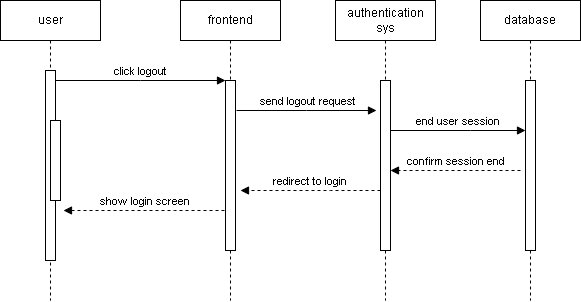 user
frontend
authentication
sys
database
click logout
send logout request
end user session
confirm session end
redirect to login
show login screen